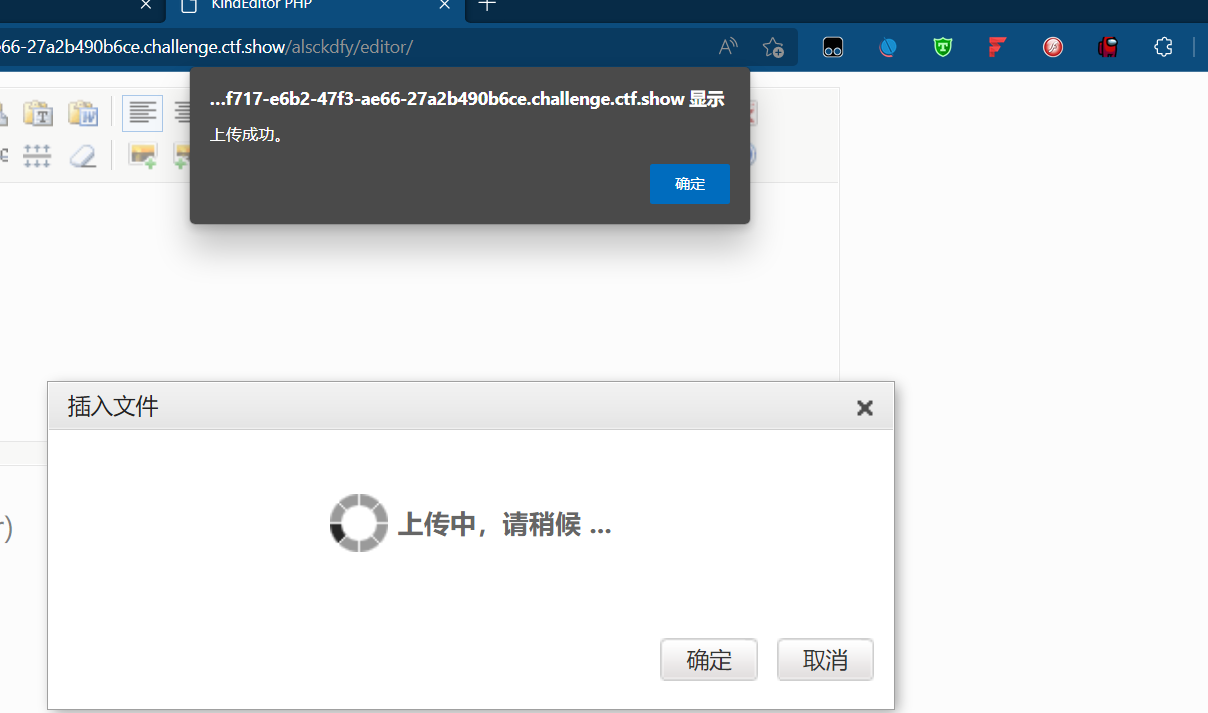 KindEditor PHP
e66-27a2b490b6ce.challenge.ctf.show/alsckdfy/editor/
...f717-e6b2-47f3-ae66-27a2b490b6ce.challenge.ctf.show 显示
上传成功。
确定
插入文件
上传中，请稍候 ...
r)
确定
取消